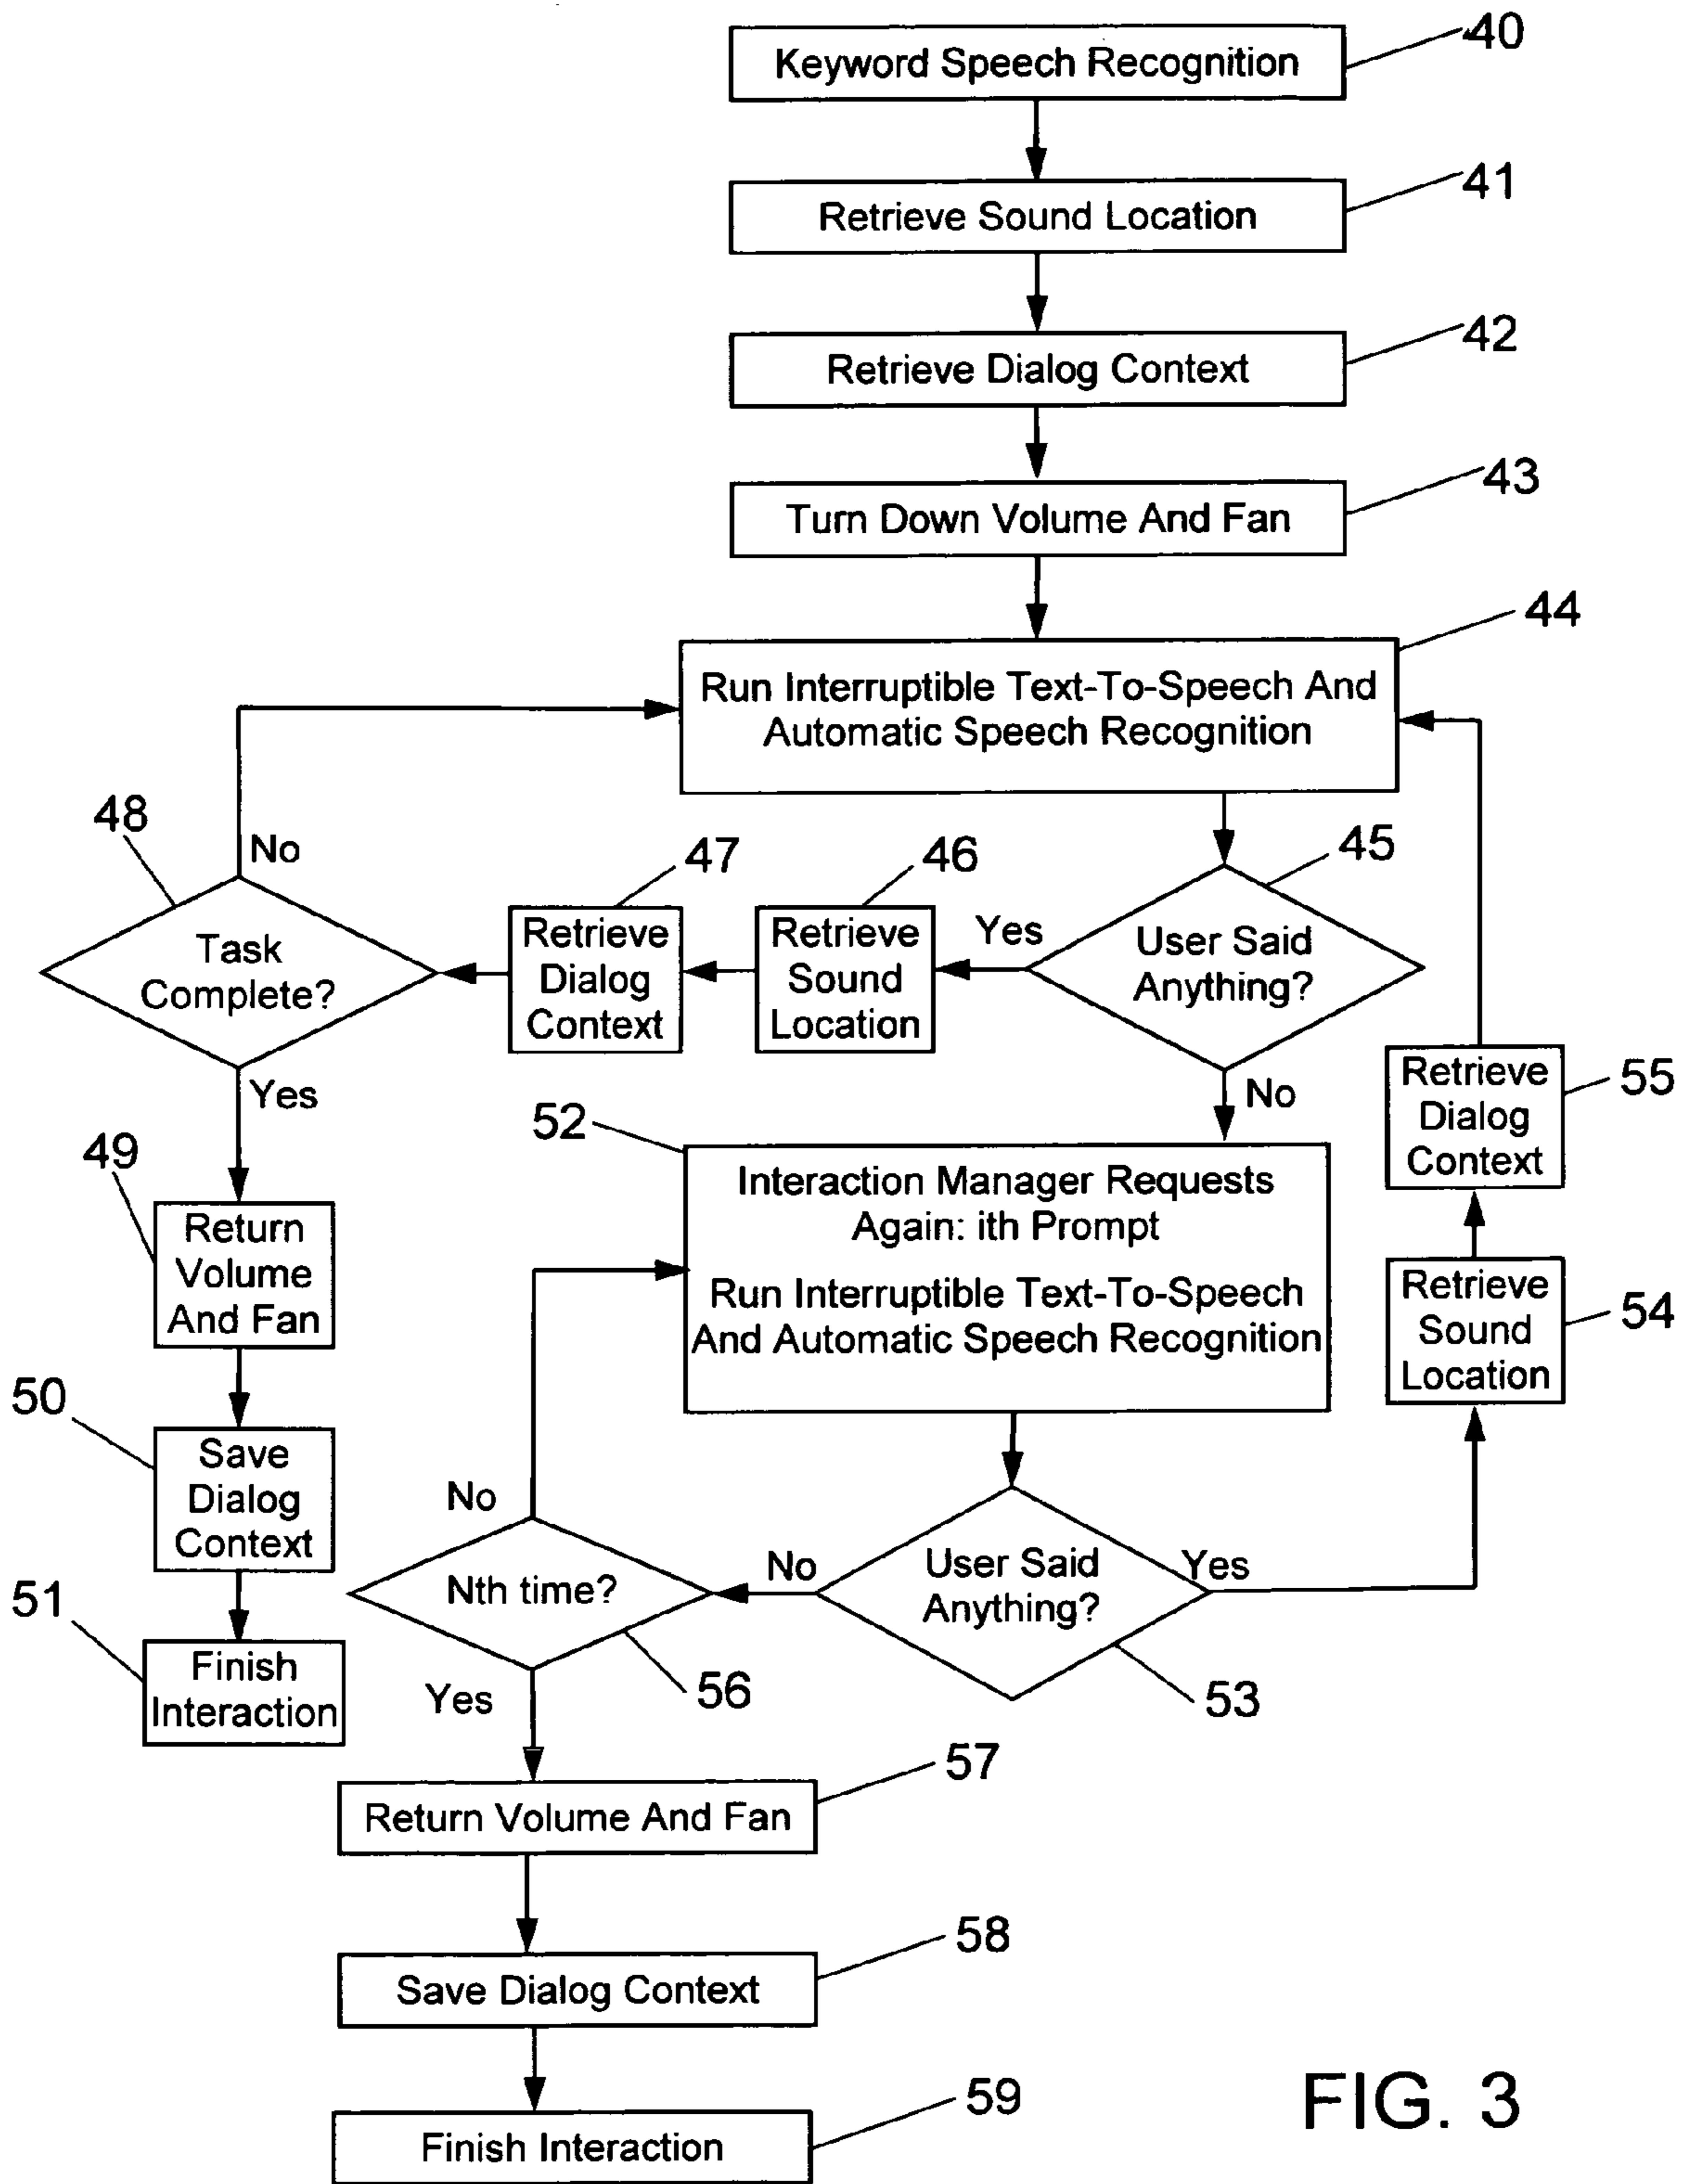 40
Keyword Speech Recognition
41
Retrieve Sound Location
42
Retrieve Dialog Context
43
Turn Down Volume And Fan
44
Run Interruptible Text-To-Speech And
Automatic Speech Recognition
48
No
47
46
45
Task
Complete?
Retrieve
Dialog
Context
Retrieve
Sound
Location
Yes
User Said
Anything?
Yes
No
55
Retrieve
Dialog
Context
52
49
Interaction Manager Requests
Again: ith Prompt
Run Interruptible Text-To-Speech
And Automatic Speech Recognition
Return
Volume
And Fan
54
Retrieve
Sound
Location
50
Save
Dialog
Context
No
No
User Said
Anything?
Yes
Nth time?
51
Finish
Interaction
Yes
56
53
57
Return Volume And Fan
58
Save Dialog Context
59
Finish Interaction
FIG. 3